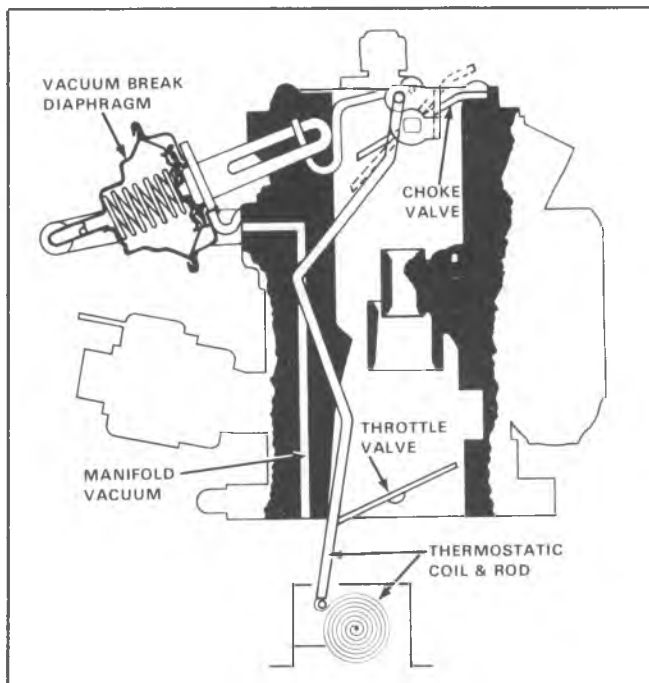 VACUUM BREAK
DIAPHRAGM
CHOKE
VALVE
THROTTLE
VALVE
MANIFOLD
VACUUM
THERMOSTATIC
COIL & ROD